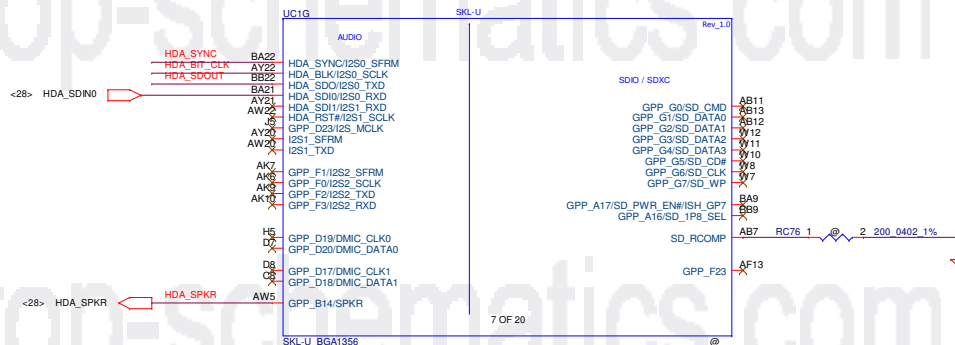 UC1G
SKL-U
Rev_1.0
AUDIO
SDIO / SDXC
HDA_SYNC BA22 HDA_SYNC/I2S0_SFRM
HDA_BIT_CLK AY22 HDA_BLK/I2S0_SCLK
HDA_SDOUT BB22 HDA_SDO/I2S0_TXD
<28> HDA_SDIN0 BA21 HDA_SDI0/I2S0_RXD
AY21 HDA_SDI1/I2S1_RXD
AW22 HDA_RST#/I2S1_SCLK
J5 GPP_D23/I2S_MCLK
AY20 I2S1_SFRM
AW20 I2S1_TXD
AK7 GPP_F1/I2S2_SFRM
AK6 GPP_F0/I2S2_SCLK
AK9 GPP_F2/I2S2_TXD
AK10 GPP_F3/I2S2_RXD
H5 GPP_D19/DMIC_CLK0
D7 GPP_D20/DMIC_DATA0
D8 GPP_D17/DMIC_CLK1
C8 GPP_D18/DMIC_DATA1
<28> HDA_SPKR HDA_SPKR AW5 GPP_B14/SPKR
GPP_G0/SD_CMD AB11
GPP_G1/SD_DATA0 AB13
GPP_G2/SD_DATA1 AB12
GPP_G3/SD_DATA2 W12
GPP_G4/SD_DATA3 W11
GPP_G5/SD_CD# W10
GPP_G6/SD_CLK W8
GPP_G7/SD_WP W7
GPP_A17/SD_PWR_EN#/ISH_GP7 BA9
GPP_A16/SD_1P8_SEL BB9
SD_RCOMP AB7 RC76 1 @ 2 200_0402_1%
GPP_F23 AF13
7 OF 20
SKL-U_BGA1356
@
op-schematics.com